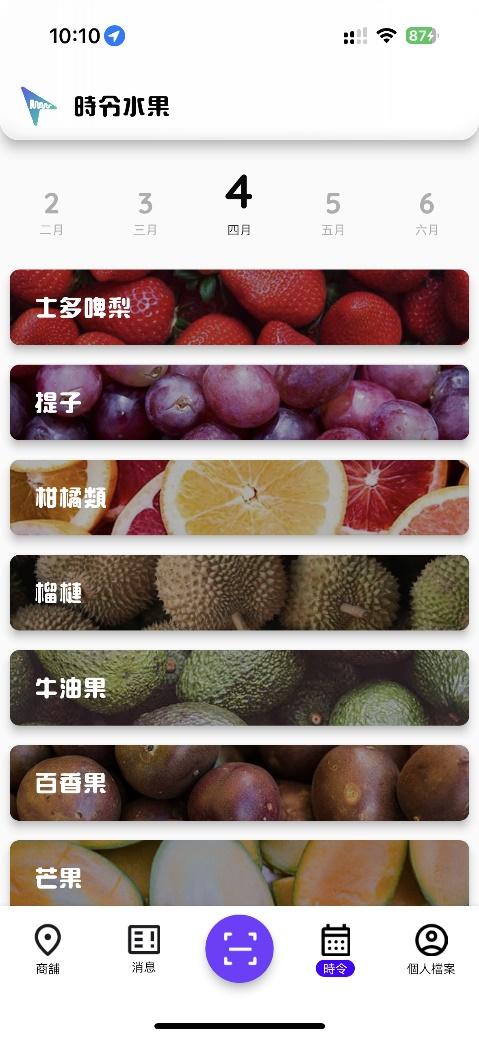 10:10
87
時令水果
2 3 4 5 6
二月 三月 四月 五月 六月
士多啤梨
提子
柑橘類
榴槤
牛油果
百香果
芒果
商舖 消息 時令 個人檔案